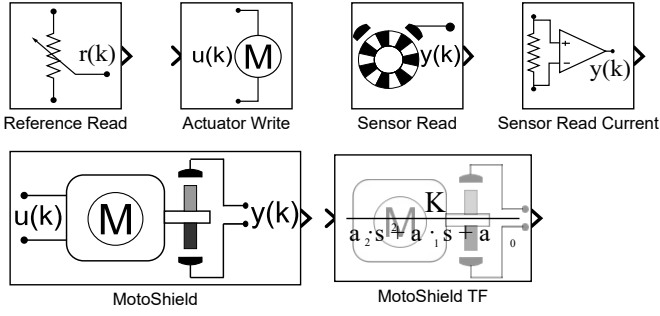 r(k)
u(k) M
y(k)
y(k)
Reference Read
Actuator Write
Sensor Read
Sensor Read Current
u(k) M y(k)
M
K
a₂·s²+ a₁·s + a₀
MotoShield
MotoShield TF